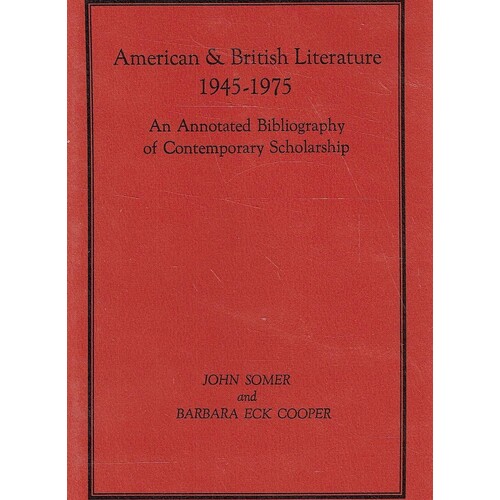 American & British Literature
1945-1975
An Annotated Bibliography
of Contemporary Scholarship
JOHN SOMER
and
BARBARA ECK COOPER